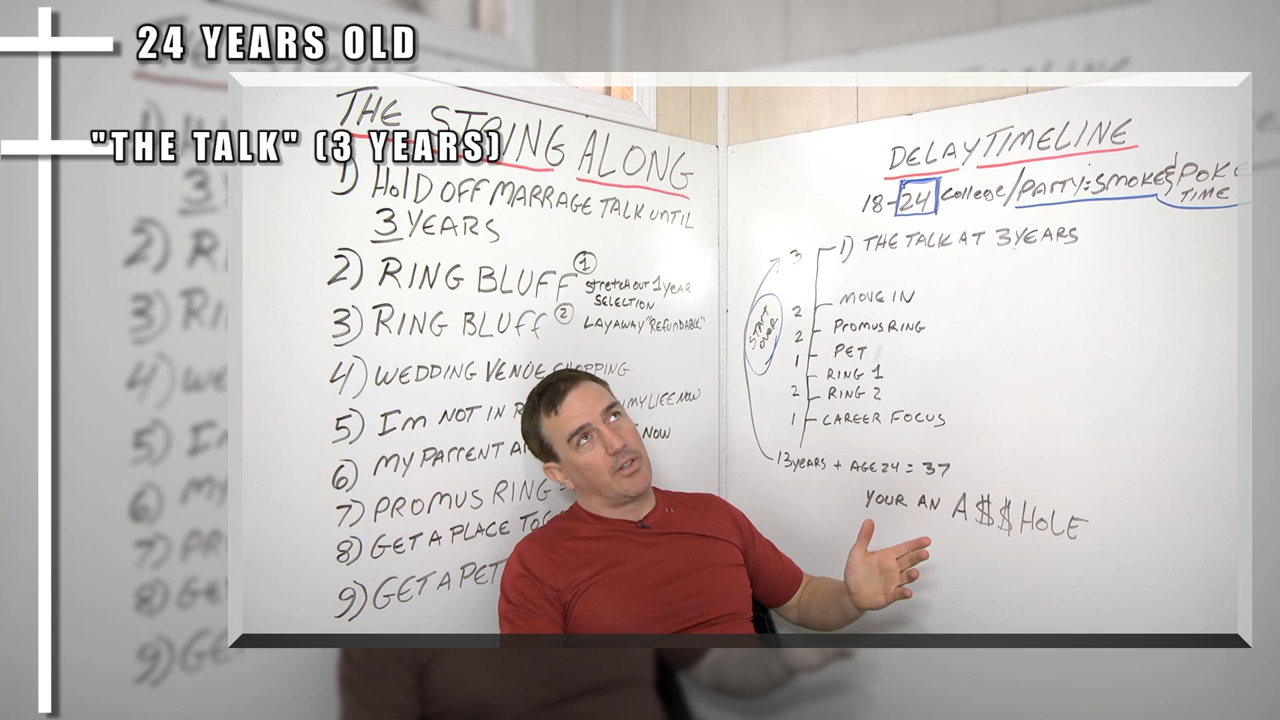 24 YEARS OLD
"THE TALK" (3 YEARS)
THE STRING ALONG
1) HOLD OFF MARRAGE TALK UNTIL
3 YEARS
2) RING BLUFF ① stretch out 1 year
SELECTION
3) RING BLUFF ② LAYAWAY "REFUNDABLE"
4) WEDDING VENUE SHOPPING
5) I'm NOT IN MY LIFE NOW
6) MY PARTENT NOW
7) PROMUS RING
8) GET A PLACE
9) GET A PET
DELAY TIMELINE
18-24 college/PARTY: SMOKE & POKE
TIME
3 1) THE TALK AT 3 YEARS
2 MOVE IN
2 PROMUS RING
1 PET
RING 1
2 RING 2
1 CAREER FOCUS
START
OVER
13 years + AGE 24 = 37
YOUR AN A$$HOLE